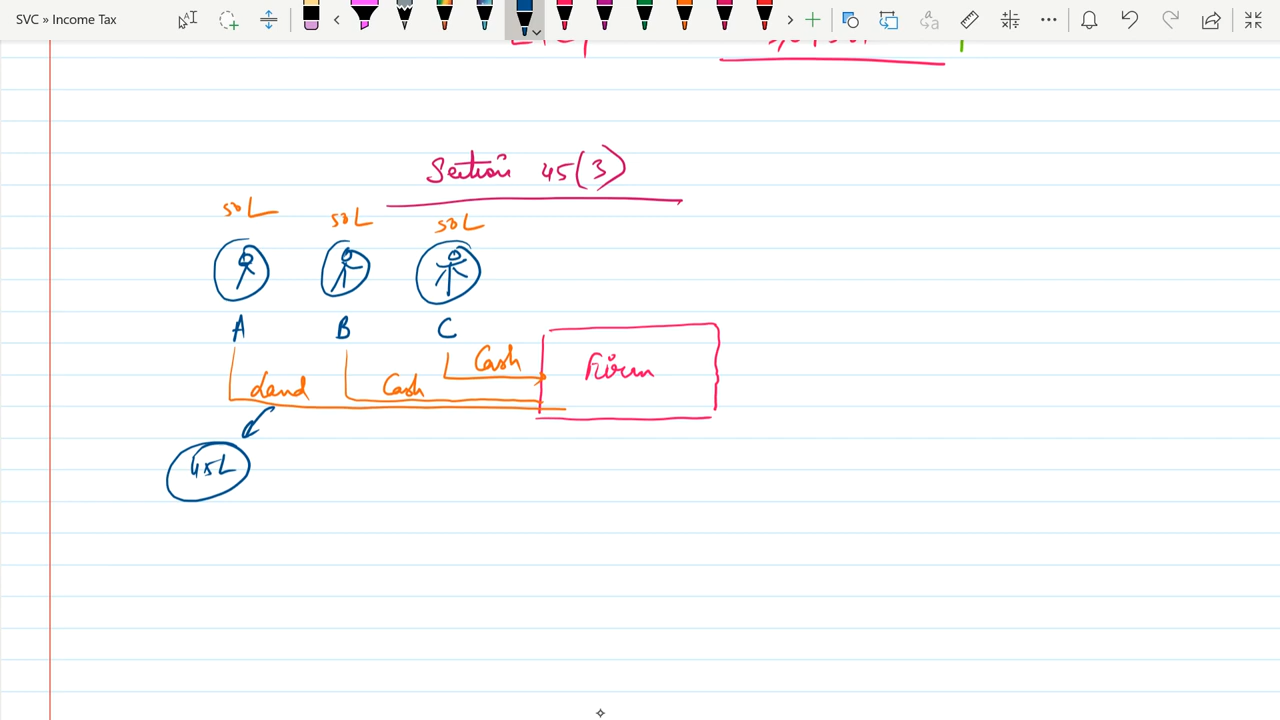 SVC » Income Tax
Section 45(3)
50L 50L 50L
A B C
Cash Firm
Land Cash
45L